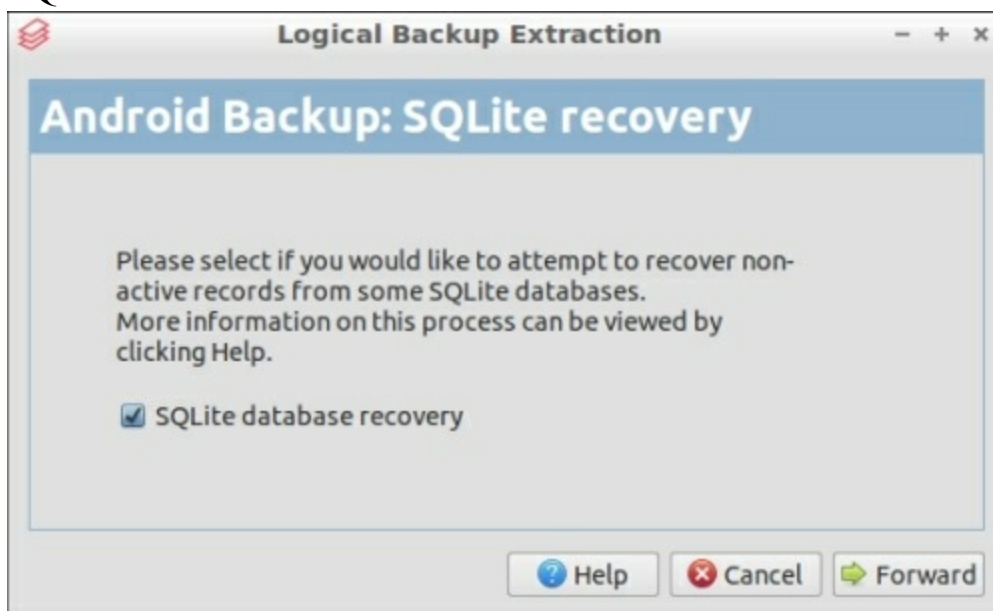 Logical Backup Extraction
Android Backup: SQLite recovery
Please select if you would like to attempt to recover non-
active records from some SQLite databases.
More information on this process can be viewed by
clicking Help.
SQLite database recovery
Help
Cancel
Forward